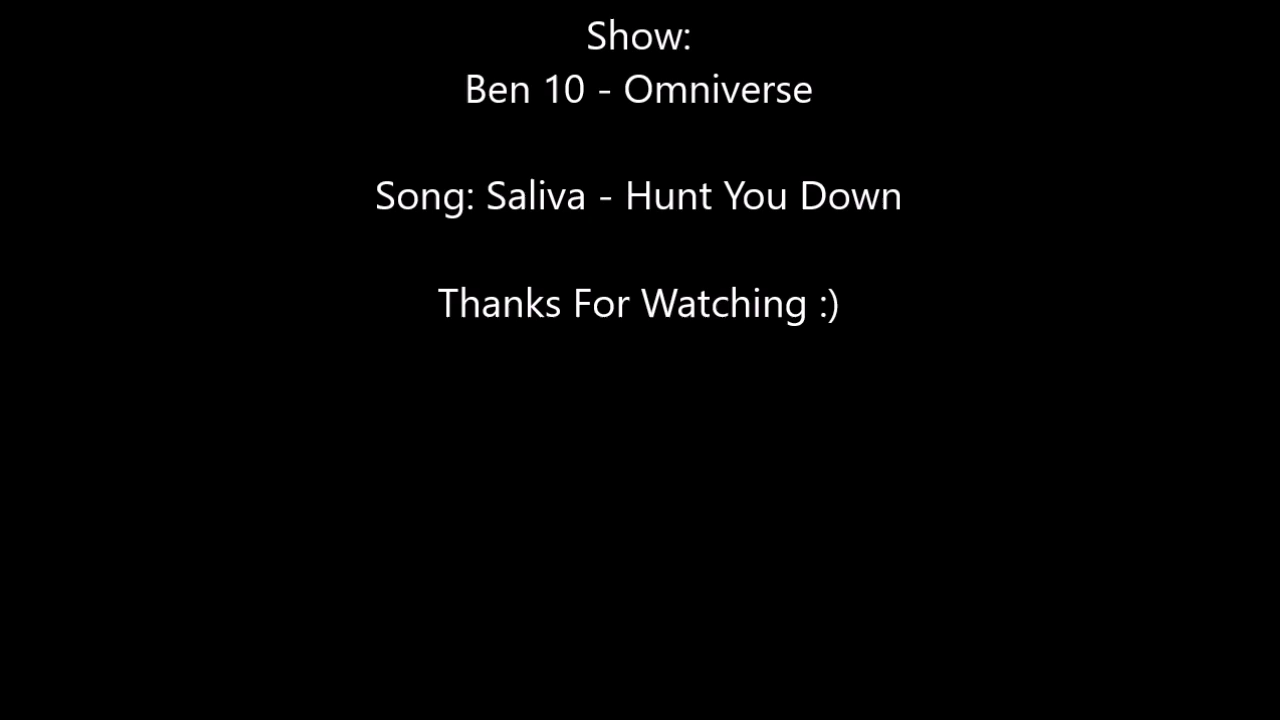 Show:
Ben 10 - Omniverse
Song: Saliva - Hunt You Down
Thanks For Watching :)